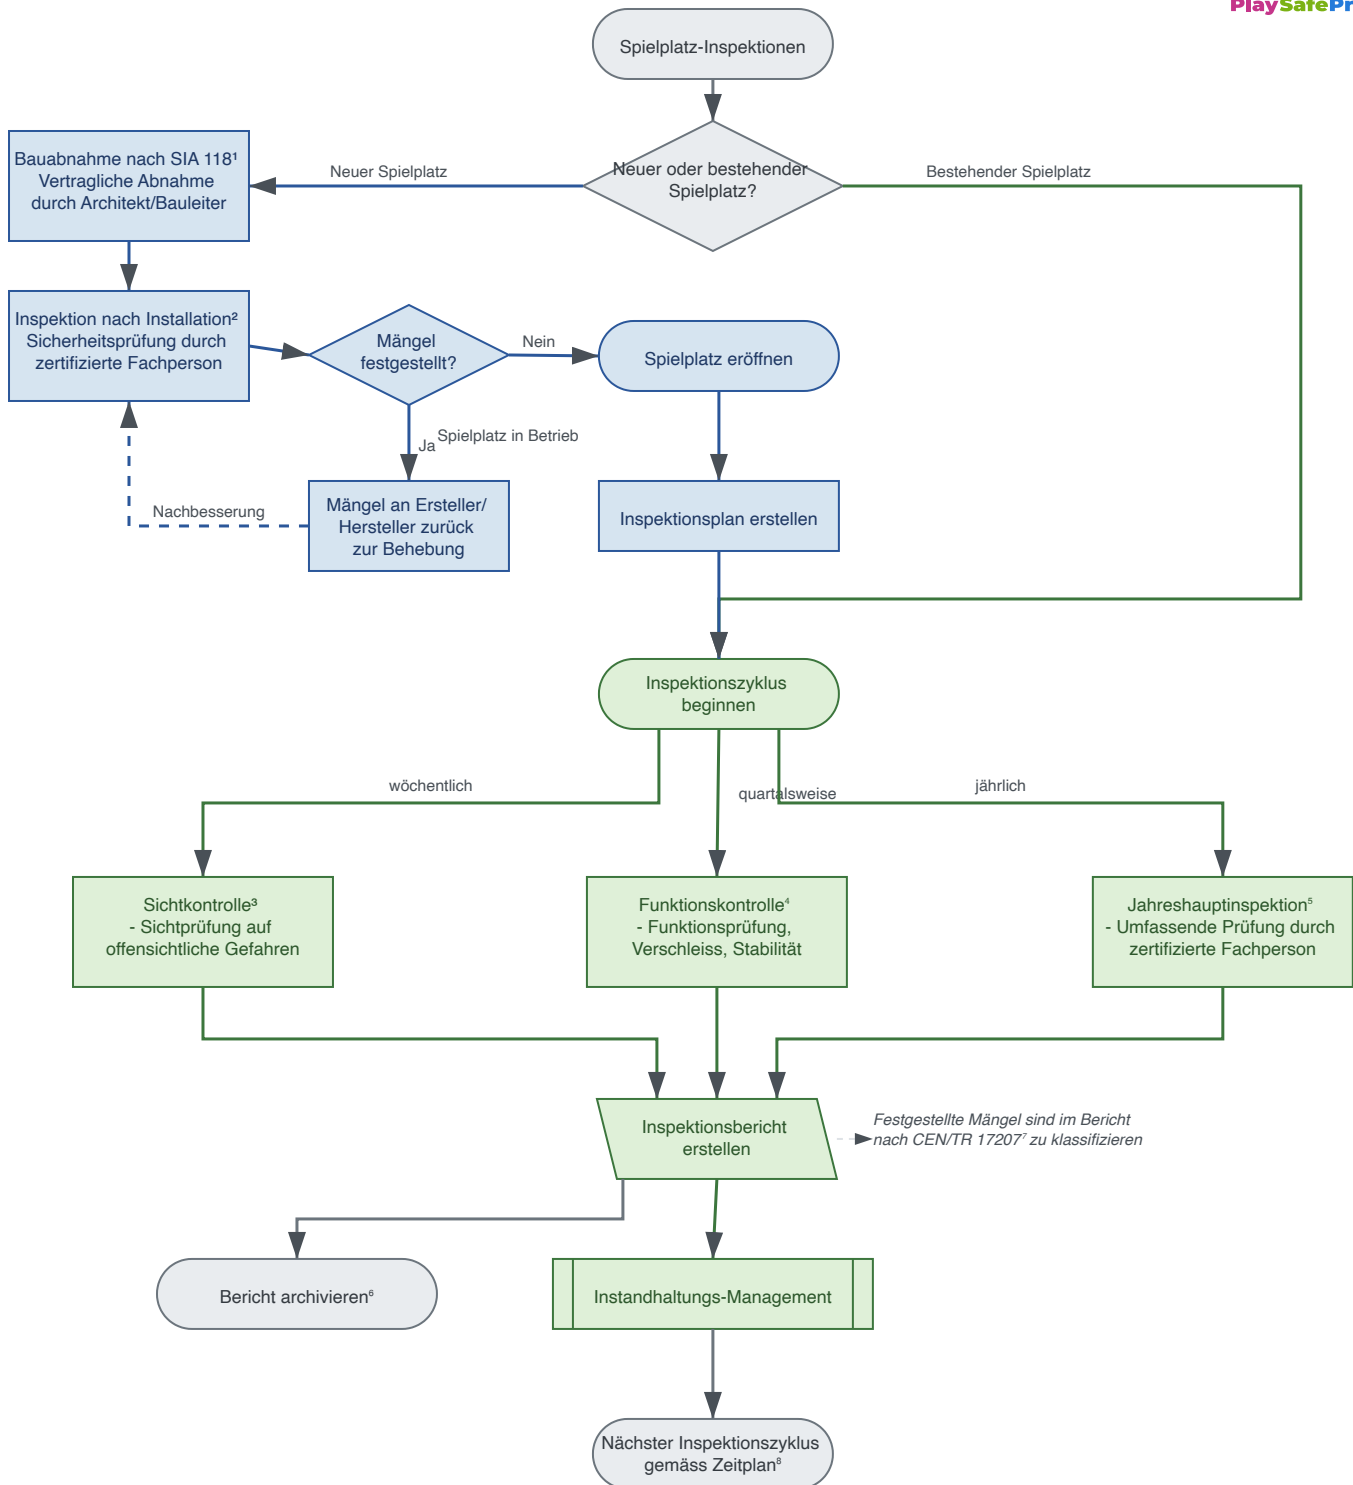 PlaySafePr
Spielplatz-Inspektionen
Neuer oder bestehender
Spielplatz?
Neuer Spielplatz
Bestehender Spielplatz
Bauabnahme nach SIA 118¹
Vertragliche Abnahme
durch Architekt/Bauleiter
Inspektion nach Installation²
Sicherheitsprüfung durch
zertifizierte Fachperson
Mängel
festgestellt?
Nein
Spielplatz eröffnen
Ja
Spielplatz in Betrieb
Nachbesserung
Mängel an Ersteller/
Hersteller zurück
zur Behebung
Inspektionsplan erstellen
Inspektionszyklus
beginnen
wöchentlich
quartalsweise
jährlich
Sichtkontrolle³
- Sichtprüfung auf
offensichtliche Gefahren
Funktionskontrolle⁴
- Funktionsprüfung,
Verschleiss, Stabilität
Jahreshauptinspektion⁵
- Umfassende Prüfung durch
zertifizierte Fachperson
Inspektionsbericht
erstellen
Festgestellte Mängel sind im Bericht
nach CEN/TR 17207⁷ zu klassifizieren
Bericht archivieren⁶
Instandhaltungs-Management
Nächster Inspektionszyklus
gemäss Zeitplan⁸